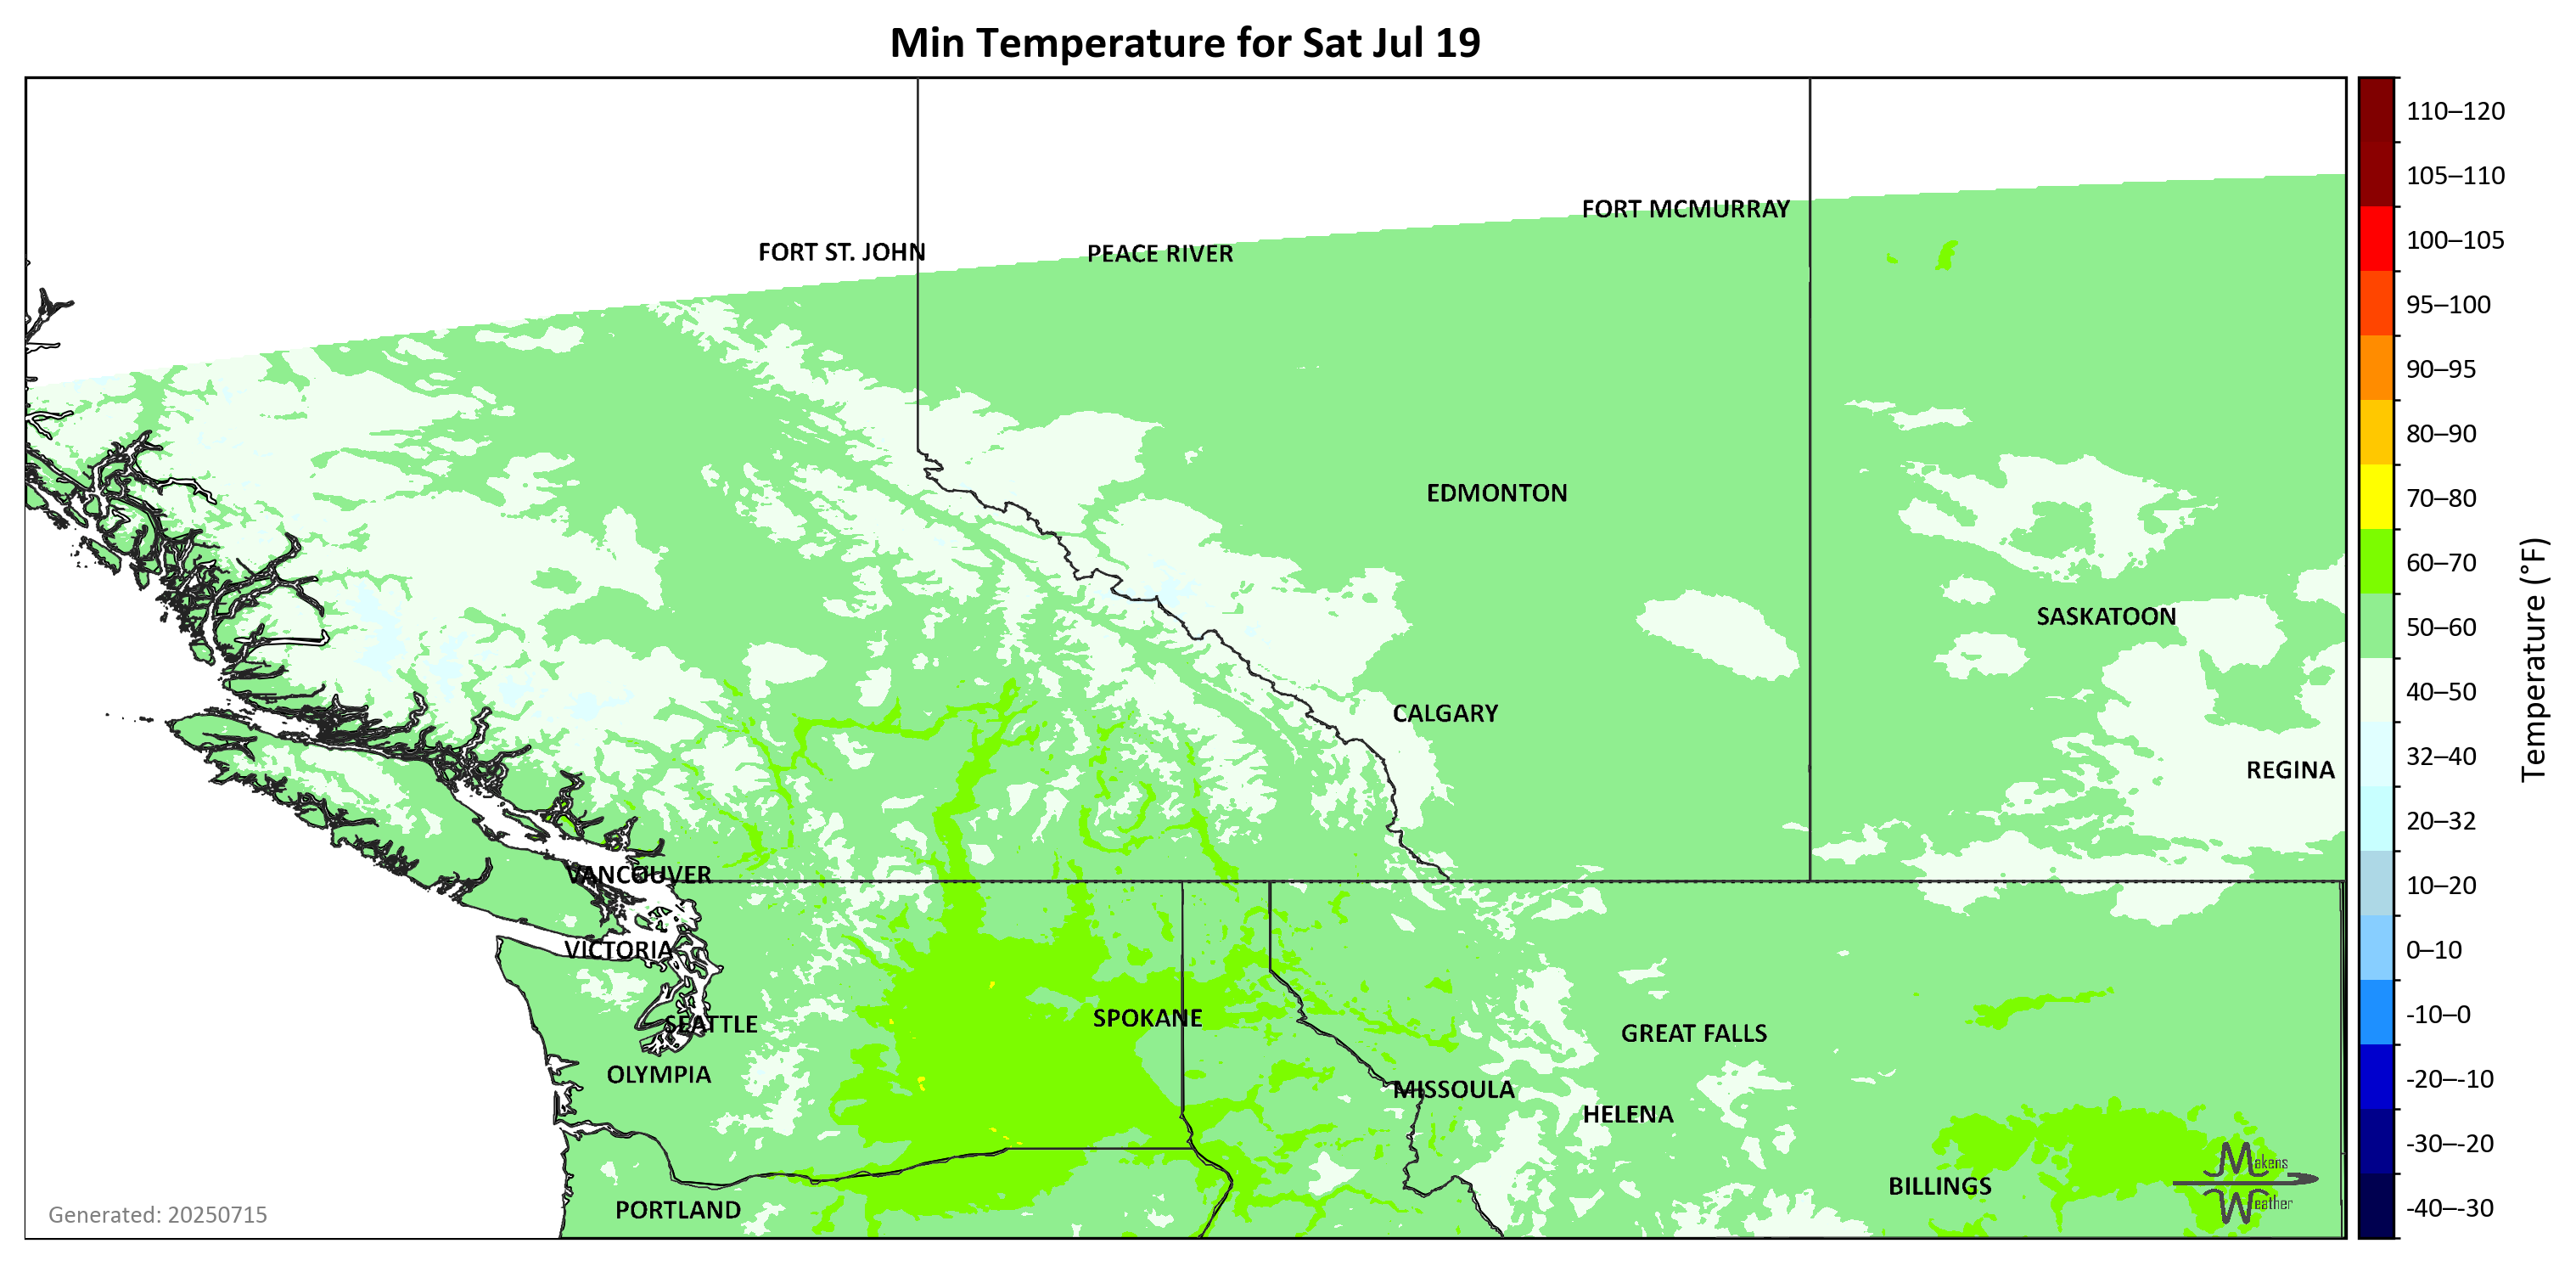 Min Temperature for Sat Jul 19
FORT MCMURRAY
FORT ST. JOHN
PEACE RIVER
EDMONTON
SASKATOON
CALGARY
REGINA
VANCOUVER
VICTORIA
SEATTLE
SPOKANE
GREAT FALLS
OLYMPIA
MISSOULA
HELENA
BILLINGS
PORTLAND
Makens
Weather
Generated: 20250715
110–120
105–110
100–105
95–100
90–95
80–90
70–80
60–70
50–60
40–50
32–40
20–32
10–20
0–10
-10–0
-20–-10
-30–-20
-40–-30
Temperature (°F)